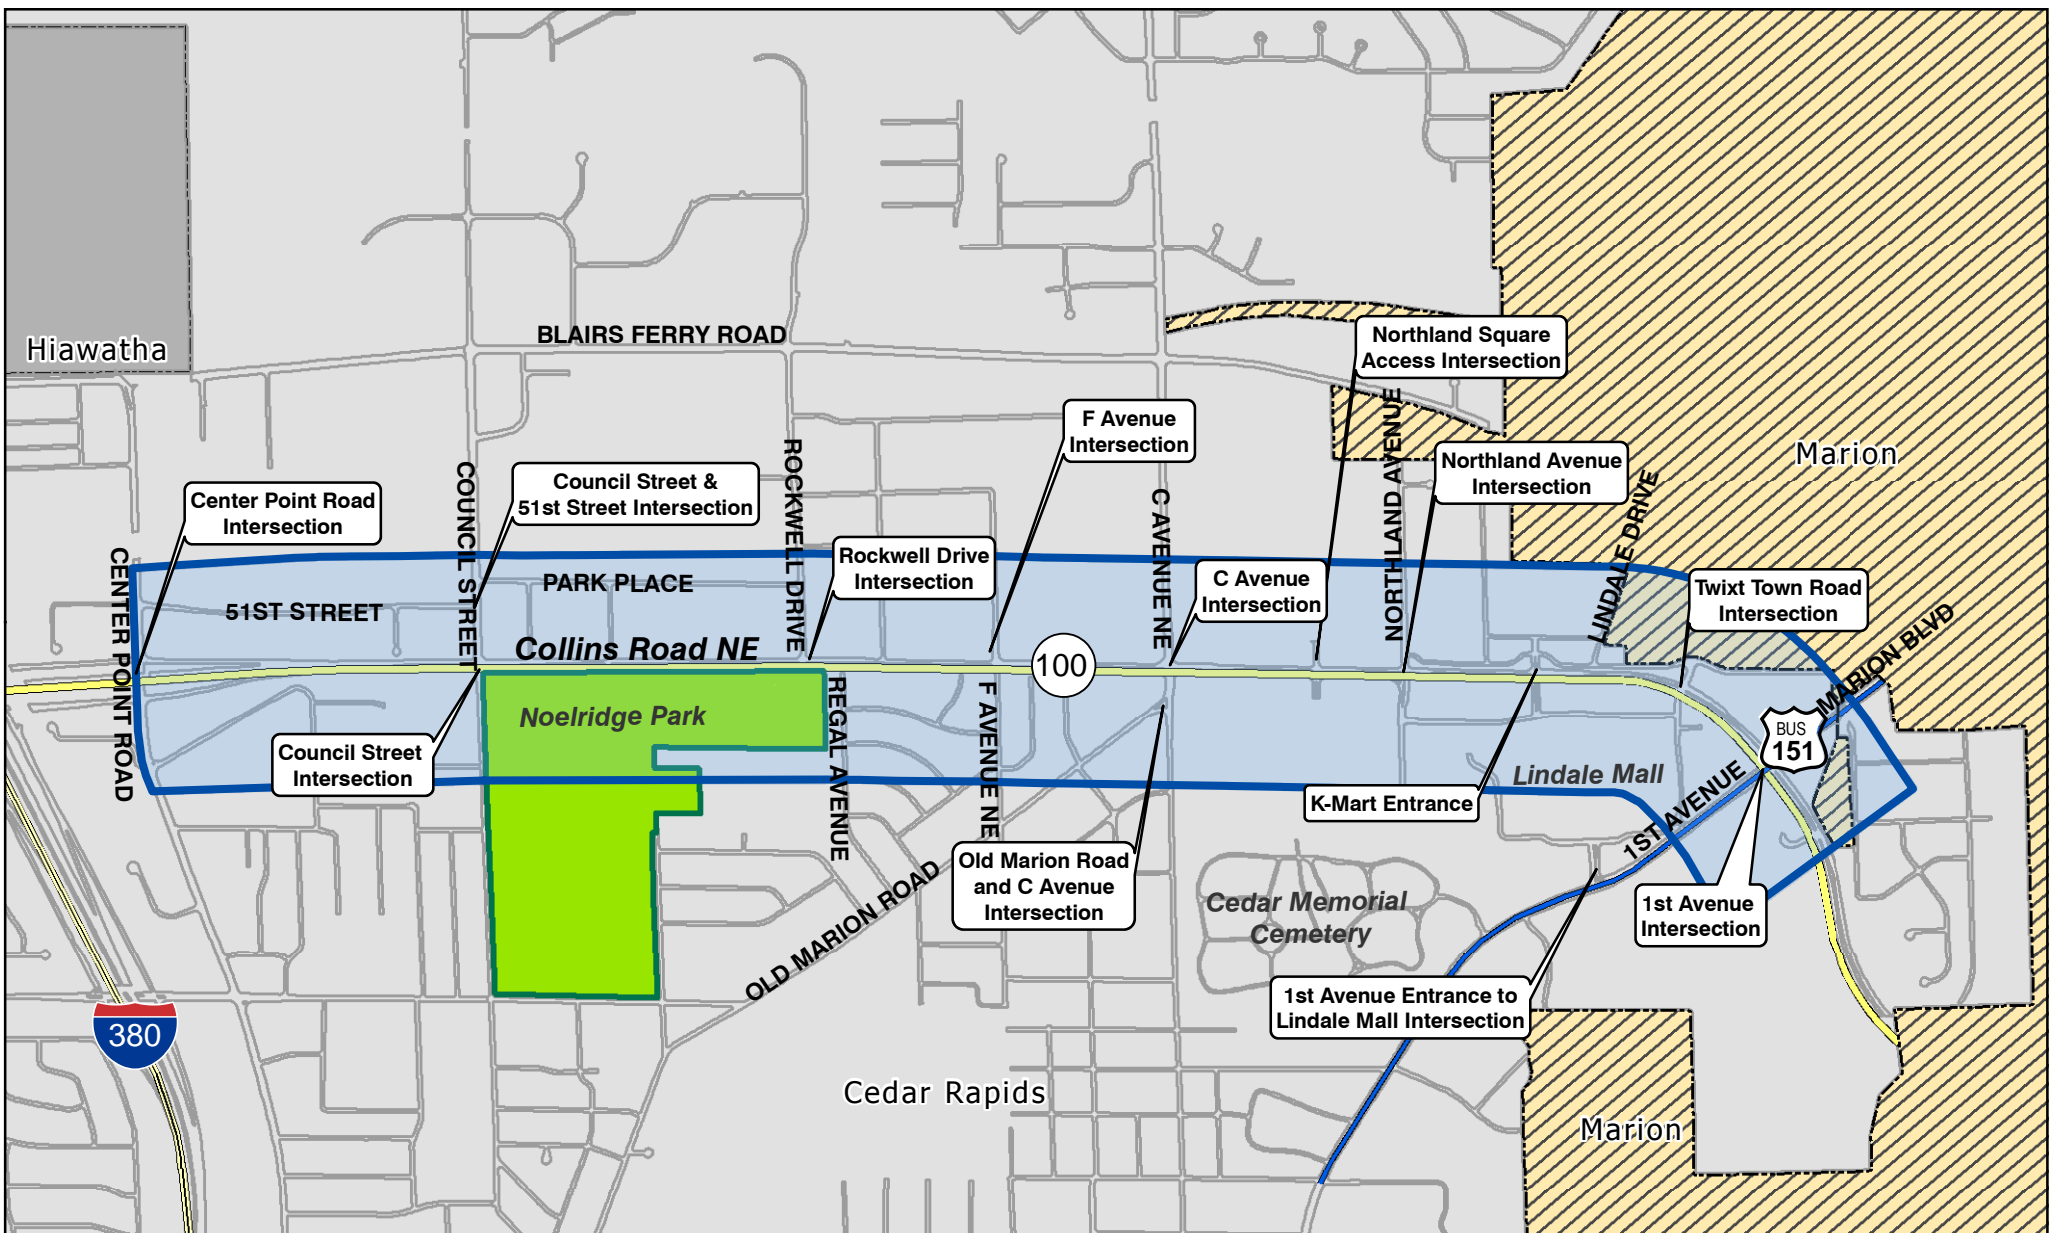 Hiawatha
BLAIRS FERRY ROAD
Northland Square
Access Intersection
F Avenue
Intersection
Marion
NORTHLAND AVENUE
Northland Avenue
Intersection
ROCKWELL DRIVE
COUNCIL STREET
Council Street &
51st Street Intersection
Center Point Road
Intersection
C AVENUE NE
LINDALE DRIVE
CENTER POINT ROAD
Rockwell Drive
Intersection
C Avenue
Intersection
Twixt Town Road
Intersection
PARK PLACE
51ST STREET
Collins Road NE
100
MARION BLVD
Noelridge Park
REGAL AVENUE
F AVENUE NE
BUS
151
Council Street
Intersection
Lindale Mall
K-Mart Entrance
1ST AVENUE
Old Marion Road
and C Avenue
Intersection
OLD MARION ROAD
Cedar Memorial
Cemetery
1st Avenue
Intersection
1st Avenue Entrance to
Lindale Mall Intersection
380
Cedar Rapids
Marion